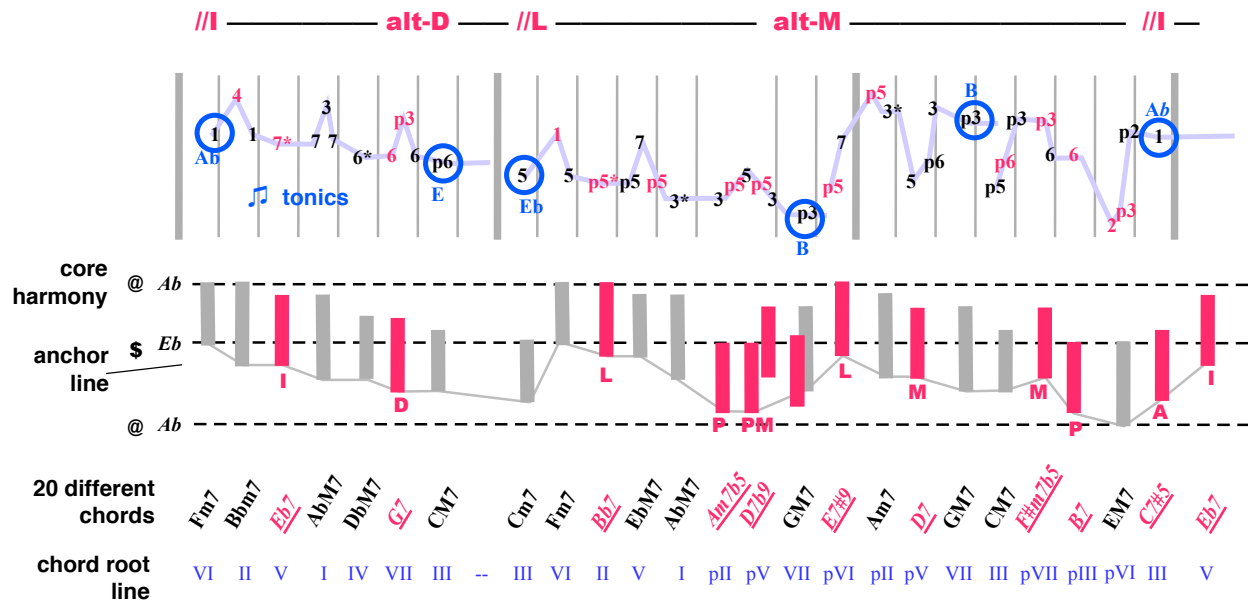 //I alt-D //L alt-M //I
1 4 1 7* 7 3 7 6* 6 p3 6 p6 5 1 5 p5* p5 7 p5 3* 3 p5 5 p5 3 p3 p5 7 p5 3* 5 p6 3 p3 p5 p6 p3 p3 6 6 2 p3 p2 1
Ab E Eb B B Ab
♫ tonics
core harmony
@ Ab
$ Eb
anchor line
@ Ab
I D L P P M L M M P A I
20 different chords
Fm7 Bbm7 Eb7 AbM7 DbM7 G7 CM7 Cm7 Fm7 Bb7 EbM7 AbM7 Am7b5 D7b9 GM7 E7#9 Am7 D7 GM7 CM7 F#m7b5 B7 EM7 C7#5 Eb7
chord root line
VI II V I IV VII III -- III VI II V I pII pV VII pVI pII pV VII III pVII pIII pVI III V